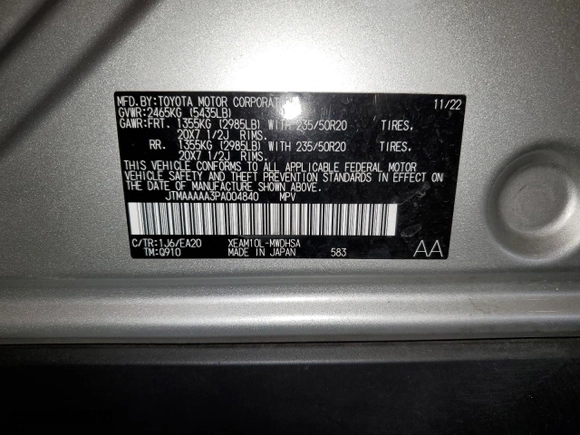 MFD. BY: TOYOTA MOTOR CORPORATION 11/22
GVWR: 2465KG (5435LB)
GAWR: FRT. 1355KG (2985LB) WITH 235/50R20 TIRES.
20X7 1/2J RIMS.
RR. 1355KG (2985LB) WITH 235/50R20 TIRES.
20X7 1/2J RIMS.
THIS VEHICLE CONFORMS TO ALL APPLICABLE FEDERAL MOTOR
VEHICLE SAFETY AND THEFT PREVENTION STANDARDS IN EFFECT
ON THE DATE OF MANUFACTURE SHOWN ABOVE.
JTMAAAAA3PA004840 MPV
C/TR: 1J6/EA20 XEAM10L-MWDHSA
TM: Q910 MADE IN JAPAN 583 AA